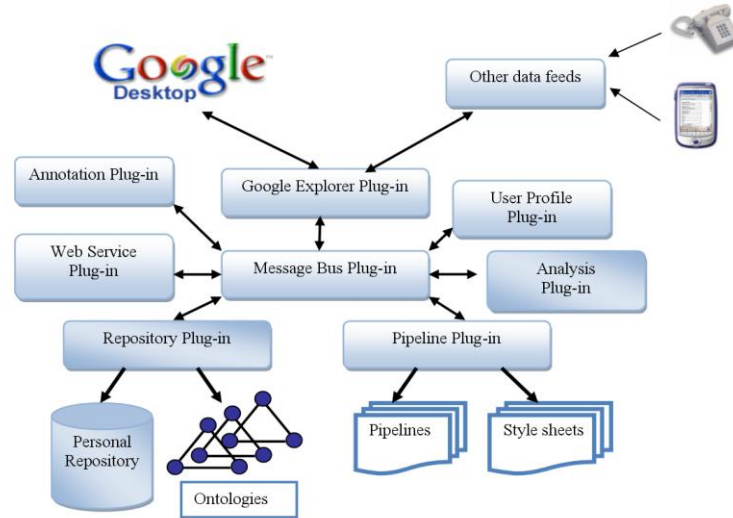 Google™
Desktop
Other data feeds
Annotation Plug-in
Google Explorer Plug-in
User Profile
Plug-in
Web Service
Plug-in
Message Bus Plug-in
Analysis
Plug-in
Repository Plug-in
Pipeline Plug-in
Personal
Repository
Ontologies
Pipelines
Style sheets